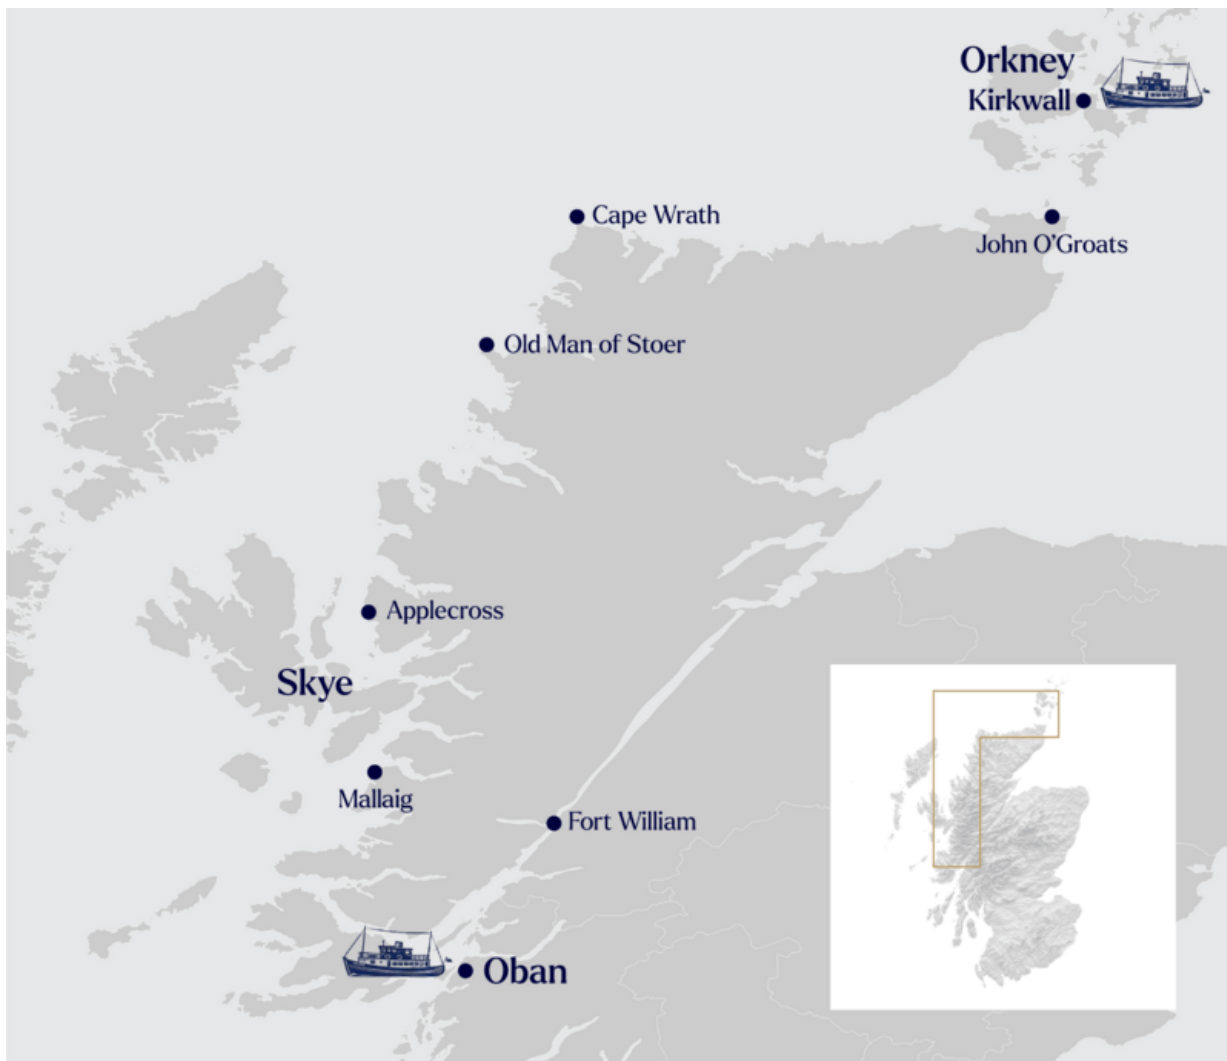 Orkney
Kirkwall
Cape Wrath
John O’Groats
Old Man of Stoer
Applecross
Skye
Mallaig
Fort William
Oban